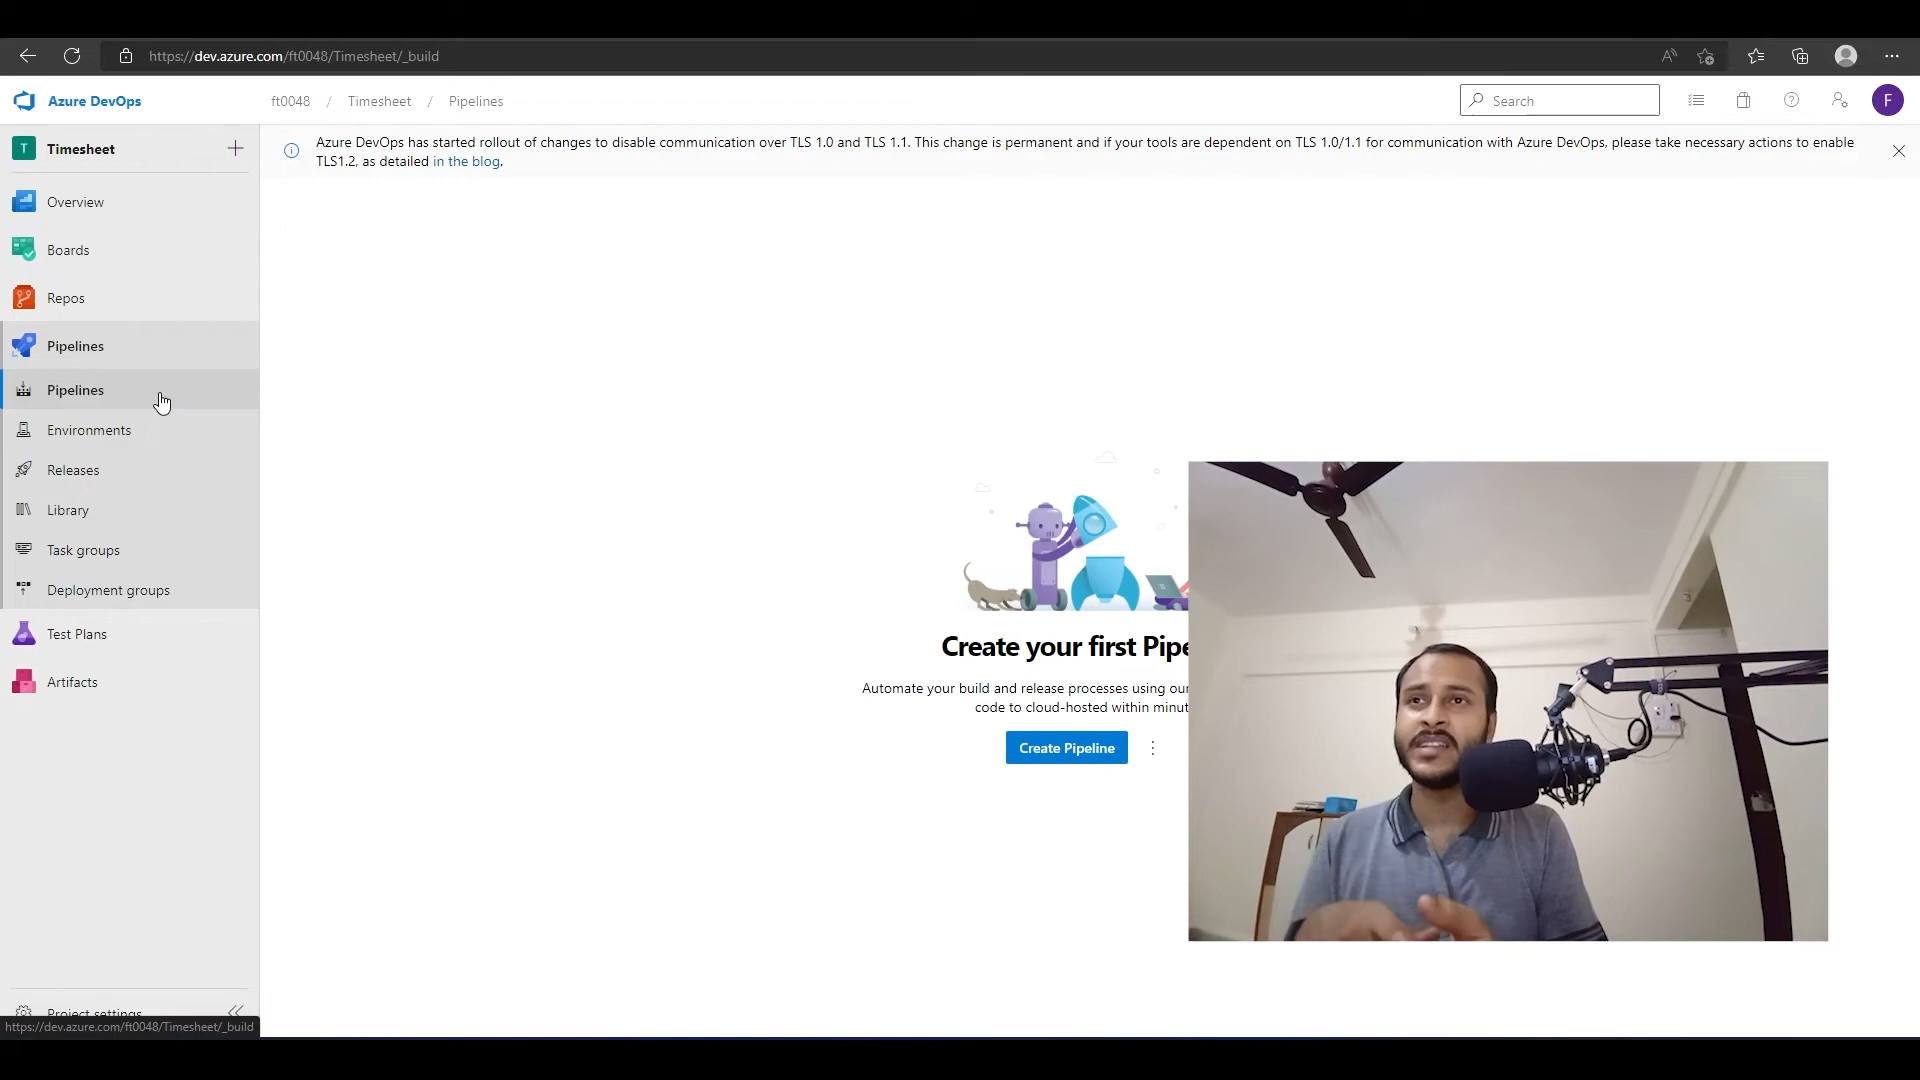 https://dev.azure.com/ft0048/Timesheet/_build
Azure DevOps
ft0048 / Timesheet / Pipelines
Search
F
T Timesheet
Azure DevOps has started rollout of changes to disable communication over TLS 1.0 and TLS 1.1. This change is permanent and if your tools are dependent on TLS 1.0/1.1 for communication with Azure DevOps, please take necessary actions to enable
TLS1.2, as detailed in the blog.
Overview
Boards
Repos
Pipelines
Pipelines
Environments
Releases
Library
Task groups
Deployment groups
Test Plans
Artifacts
Create your first Pipe
Automate your build and release processes using our
code to cloud-hosted within minut
Create Pipeline
Project settings
https://dev.azure.com/ft0048/Timesheet/_build